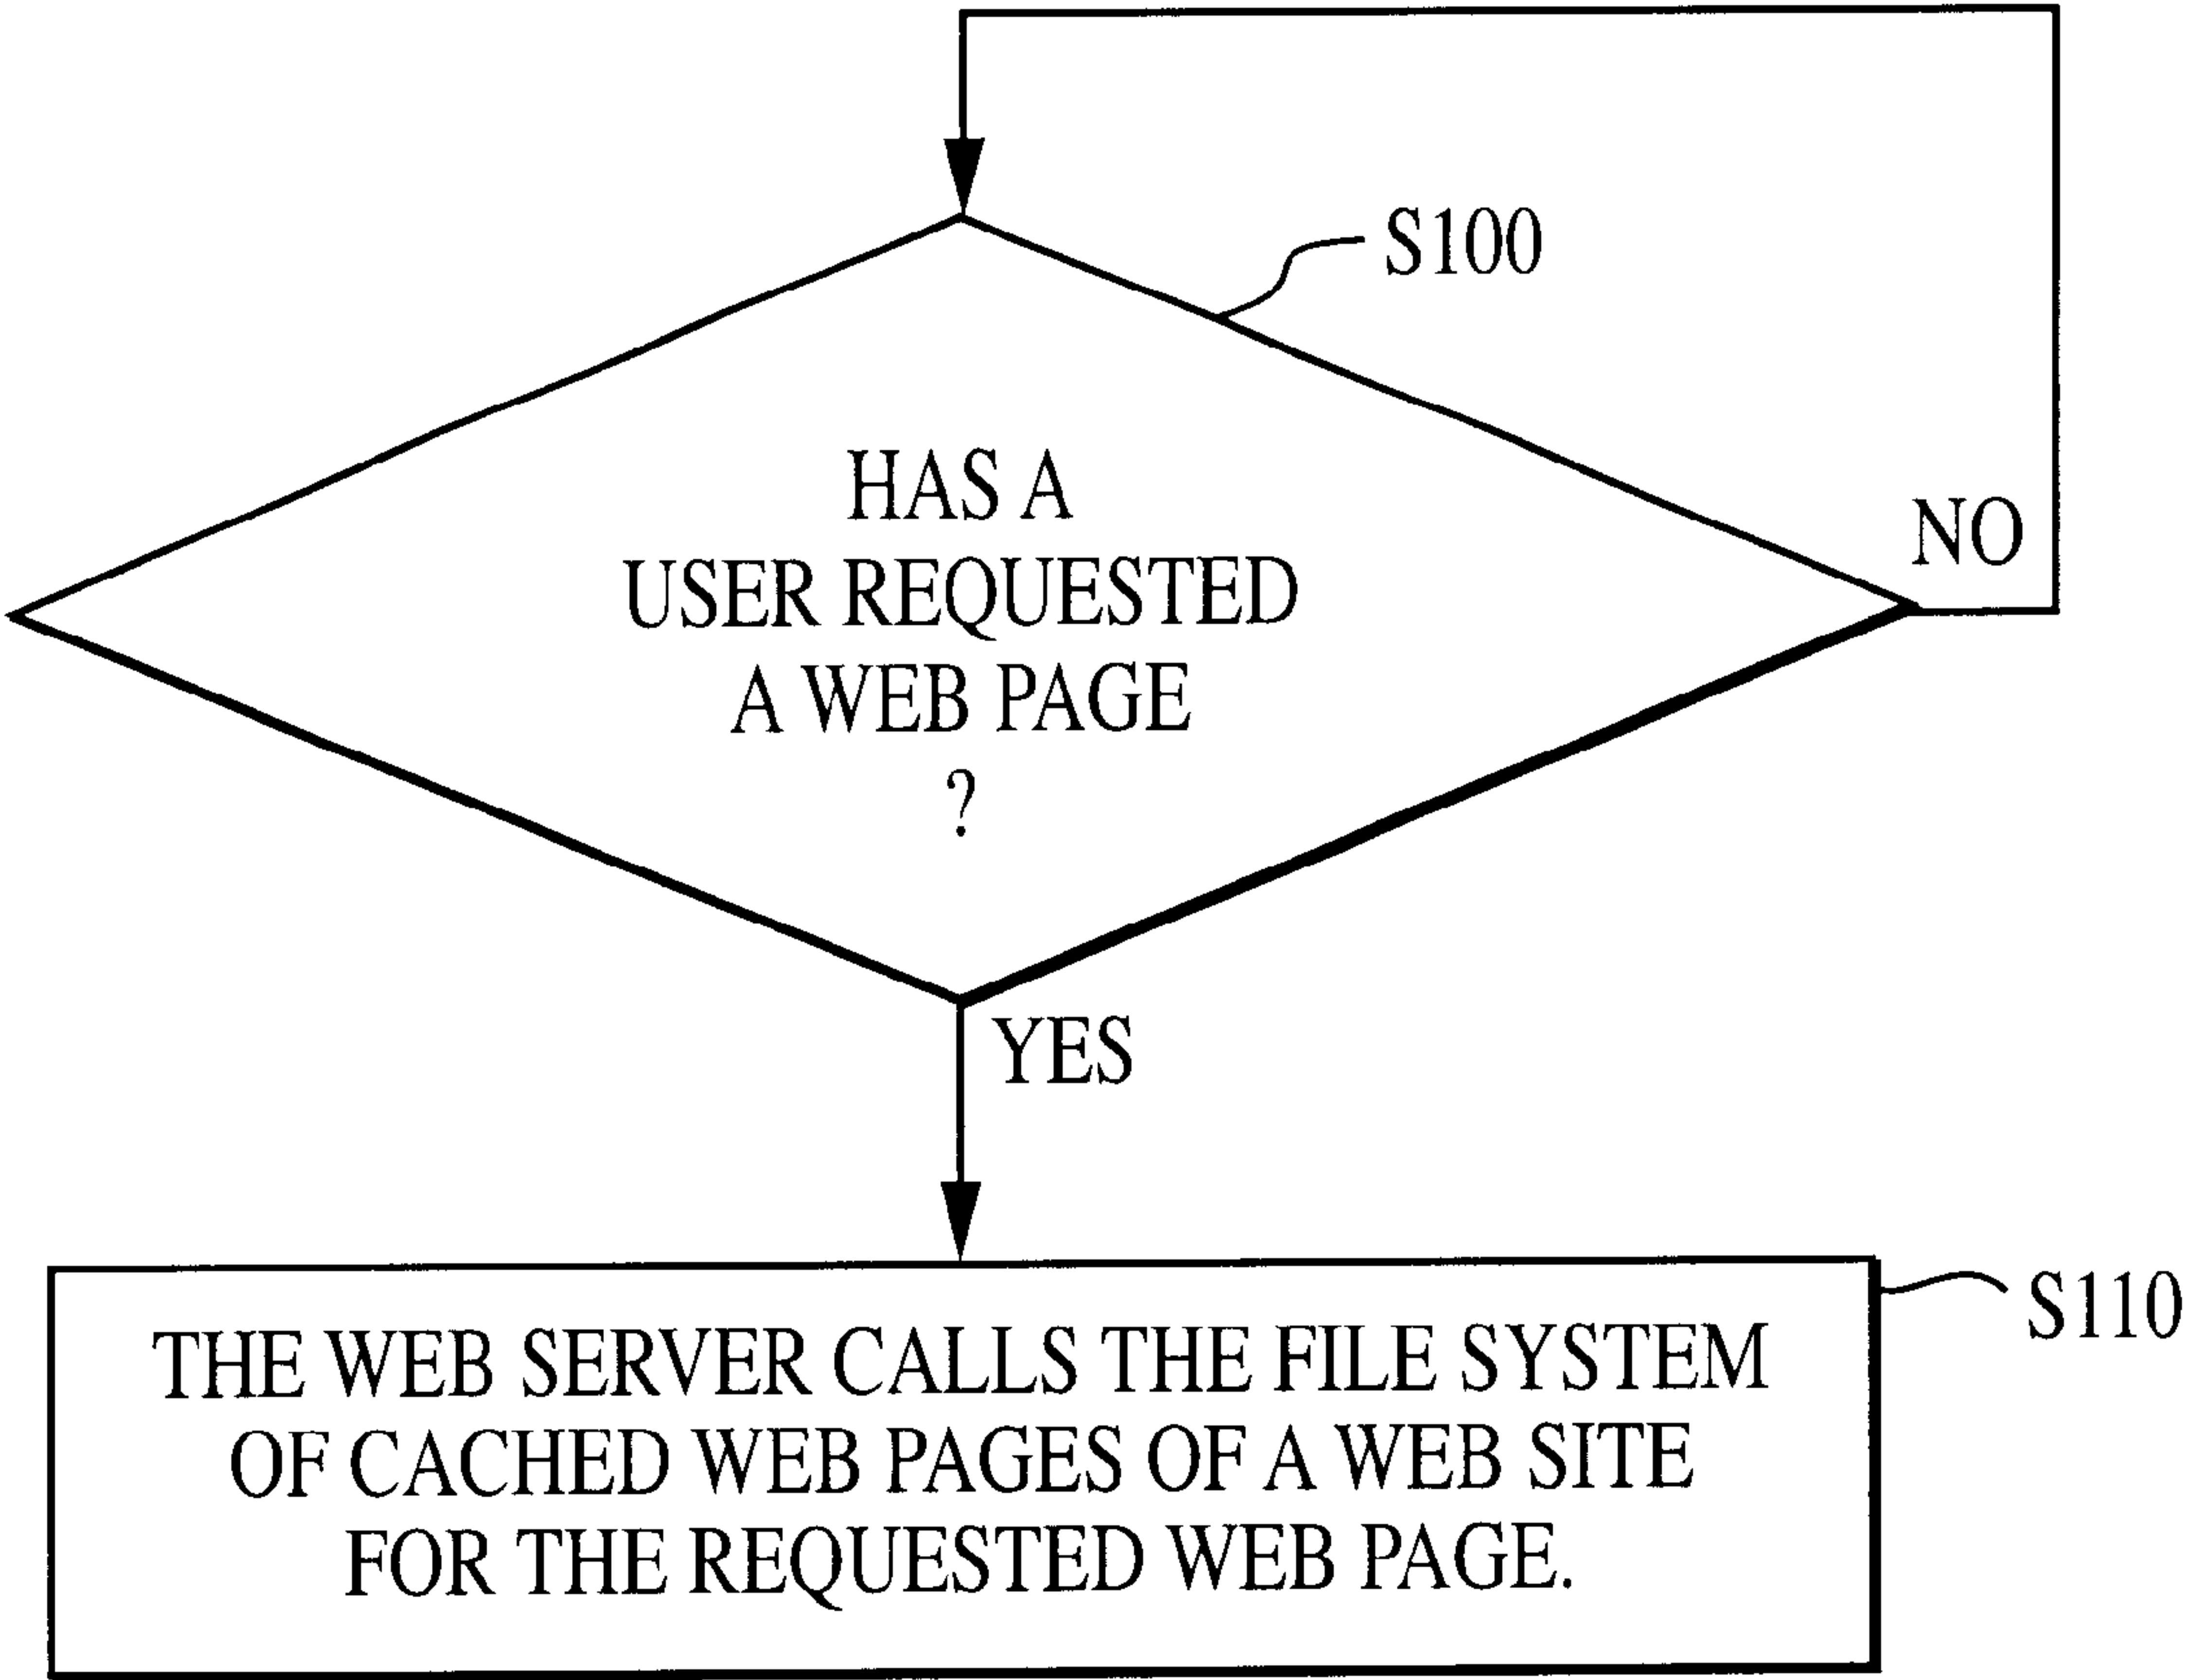 S100
HAS A
USER REQUESTED
A WEB PAGE
?
NO
YES
S110
THE WEB SERVER CALLS THE FILE SYSTEM
OF CACHED WEB PAGES OF A WEB SITE
FOR THE REQUESTED WEB PAGE.